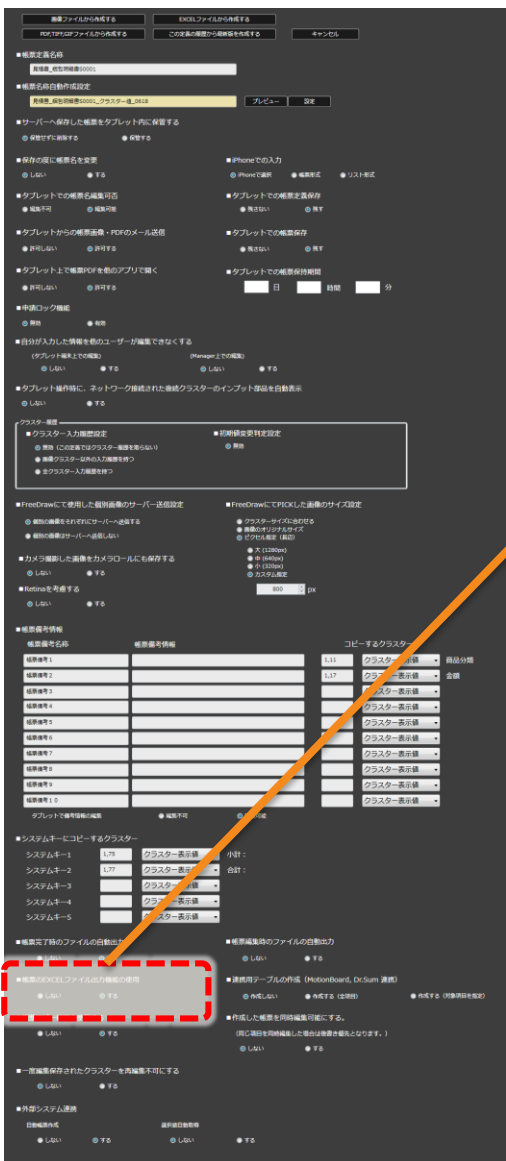 画像ファイルから作成する EXCELファイルから作成する
PDF,TIFF,GIFファイルから作成する この定義の履歴から最新版を作成する キャンセル
■帳票定義名称
見積書_梱包明細書S0001
■帳票名称自動作成設定
見積書_梱包明細書S0001_クラスター値_0618 プレビュー 設定
■サーバーへ保存した帳票をタブレット内に保管する
保管せずに削除する 保管する
■保存の度に帳票名を変更 ■iPhoneでの入力
しない する iPhoneで選択 帳票形式 リスト形式
■タブレットでの帳票名編集可否 ■タブレットでの帳票定義保存
編集不可 編集可能 残さない 残す
■タブレットからの帳票画像・PDFのメール送信 ■タブレットでの帳票保存
許可しない 許可する 残さない 残す
■タブレット上で帳票PDFを他のアプリで開く ■タブレットでの帳票保持期間
許可しない 許可する 日 時間 分
■申請ロック機能
無効 有効
■自分が入力した情報を他のユーザーが編集できなくする
(タブレット端末上での編集) (Manager上での編集)
しない する しない する
■タブレット操作時に、ネットワーク接続された後続クラスターのインプット部品を自動表示
しない する
クラスター履歴
■クラスター入力履歴設定 ■初期値変更判定設定
無効（この定義ではクラスター履歴を取らない） 無効
画像クラスター以外の入力履歴を持つ
全クラスター入力履歴を持つ
■FreeDrawにて使用した個別画像のサーバー送信設定 ■FreeDrawにてPICKした画像のサイズ設定
個別の画像をそれぞれにサーバーへ送信する クラスターサイズに合わせる
画像のオリジナルサイズ
個別の画像はサーバーへ送信しない ピクセル指定（長辺）
大 (1280px)
■カメラ撮影した画像をカメラロールにも保存する 中 (640px)
小 (320px)
しない する カスタム指定
■Retinaを考慮する 800 px
しない する
■帳票備考情報
帳票備考名称 帳票備考情報 コピーするクラスター
帳票備考１ 1,11 クラスター表示値 商品分類
帳票備考２ 1,17 クラスター表示値 金額
帳票備考３ クラスター表示値
帳票備考４ クラスター表示値
帳票備考５ クラスター表示値
帳票備考６ クラスター表示値
帳票備考７ クラスター表示値
帳票備考８ クラスター表示値
帳票備考９ クラスター表示値
帳票備考１０ クラスター表示値
タブレットで備考情報の編集 編集不可 可能
■システムキーにコピーするクラスター
システムキー1 1,75 クラスター表示値 小計：
システムキー2 1,77 クラスター表示値 合計：
システムキー3 クラスター表示値
システムキー4 クラスター表示値
システムキー5 クラスター表示値
■帳票完了時のファイルの自動出力 ■帳票編集時のファイルの自動出力
しない する
■帳票のEXCELファイル出力機能の使用 ■連携用テーブルの作成（MotionBoard, Dr.Sum 連携）
しない する 作成しない 作成する（全項目） 作成する（対象項目を指定）
■作成した帳票を同時編集可能にする。
しない する （同じ項目を同時編集した場合は後書き優先となります。）
しない する
■一度編集保存されたクラスターを再編集不可にする
しない する
■外部システム連携
自動帳票作成 選択値自動取得
しない する しない する